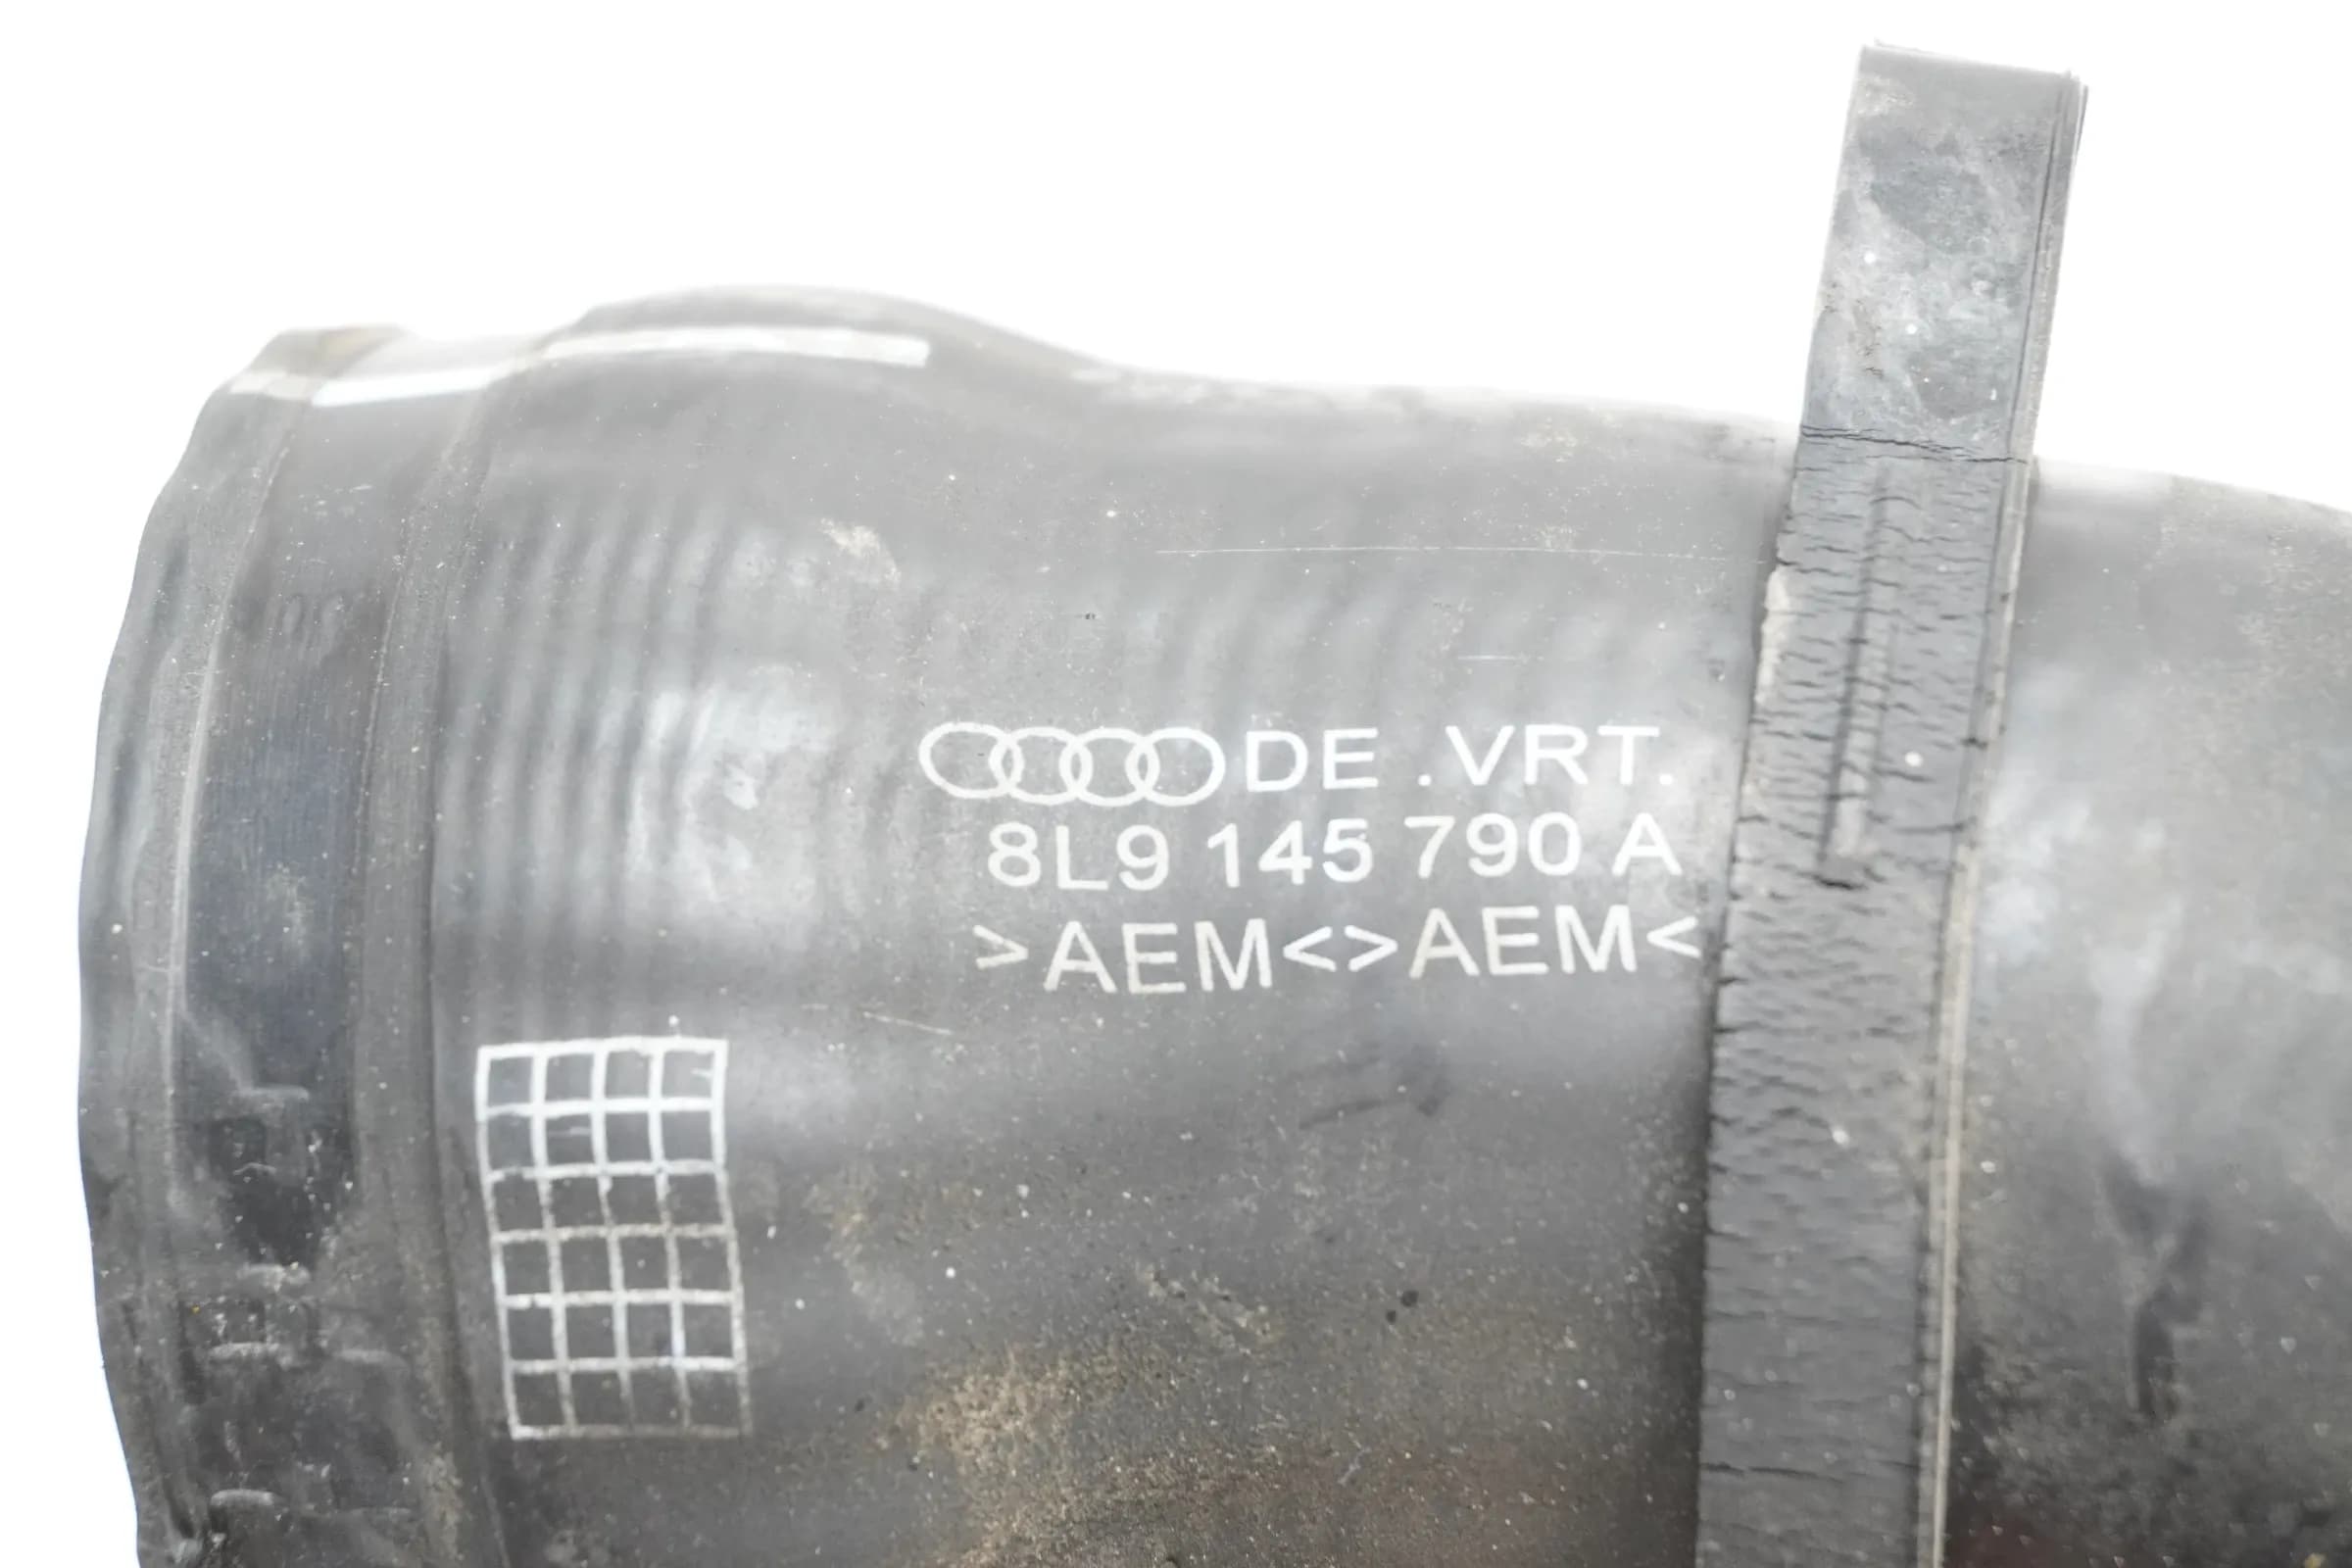 DE .VRT.
8L9 145 790 A
>AEM<>AEM<